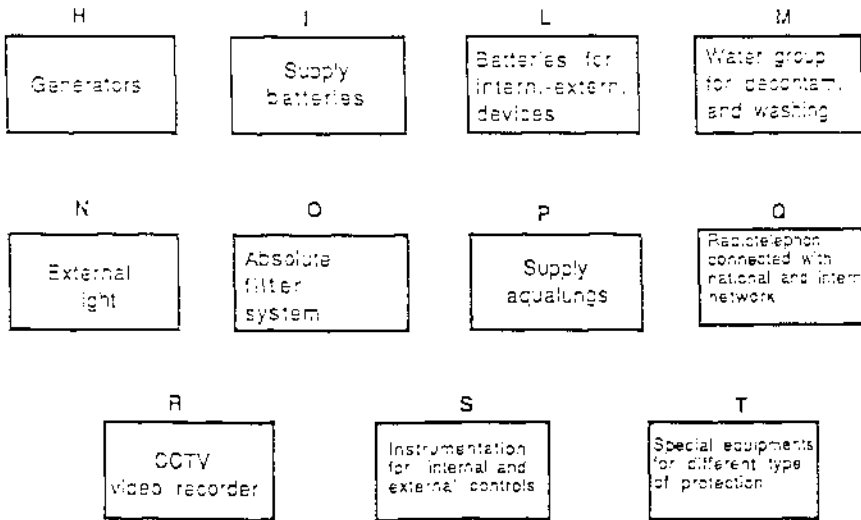 H
I
L
M
Generators
Supply
batteries
Batteries for
intern.-extern.
devices
Water group
for decontam.
and washing
N
O
P
Q
External
light
Absolute
filter
system
Supply
aqualungs
Radiotelephon
connected with
national and intern
network
R
S
T
CCTV
video recorder
Instrumentation
for internal and
external controls
Special equipments
for different type
of protection